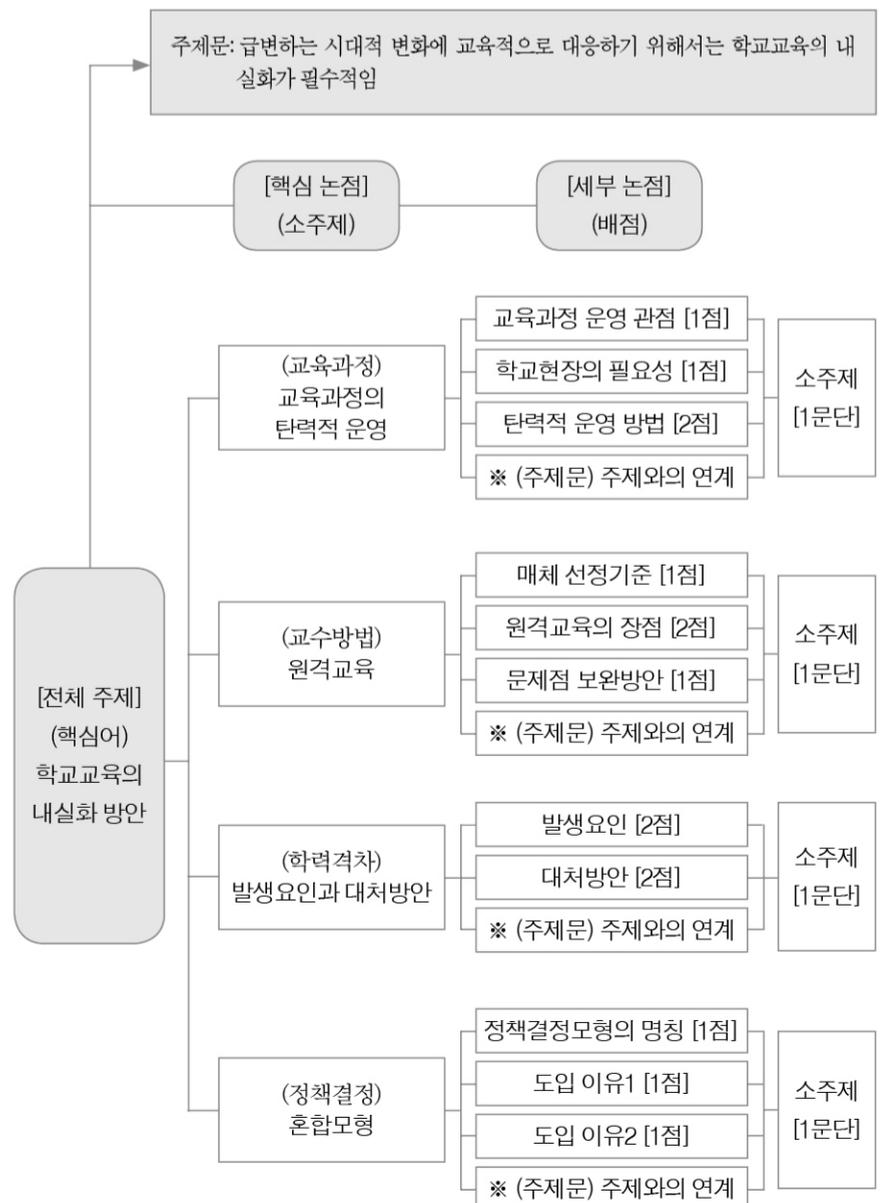 주제문: 급변하는 시대적 변화에 교육적으로 대응하기 위해서는 학교교육의 내
실화가 필수적임
[핵심 논점]
(소주제)
[세부 논점]
(배점)
[전체 주제]
(핵심어)
학교교육의
내실화 방안
(교육과정)
교육과정의
탄력적 운영
교육과정 운영 관점 [1점]
학교현장의 필요성 [1점]
탄력적 운영 방법 [2점]
※ (주제문) 주제와의 연계
소주제
[1문단]
(교수방법)
원격교육
매체 선정기준 [1점]
원격교육의 장점 [2점]
문제점 보완방안 [1점]
※ (주제문) 주제와의 연계
소주제
[1문단]
(학력격차)
발생요인과 대처방안
발생요인 [2점]
대처방안 [2점]
※ (주제문) 주제와의 연계
소주제
[1문단]
(정책결정)
혼합모형
정책결정모형의 명칭 [1점]
도입 이유1 [1점]
도입 이유2 [1점]
※ (주제문) 주제와의 연계
소주제
[1문단]